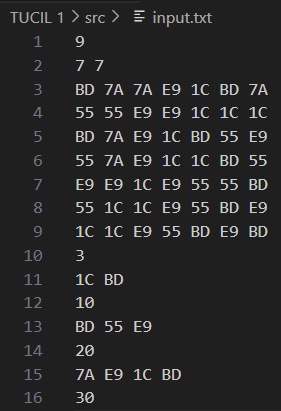 TUCIL 1 > src > input.txt
1 9
2 7 7
3 BD 7A 7A E9 1C BD 7A
4 55 55 E9 E9 1C 1C 1C
5 BD 7A E9 1C BD 55 E9
6 55 7A E9 1C 1C BD 55
7 E9 E9 1C E9 55 55 BD
8 55 1C 1C E9 55 BD E9
9 1C 1C E9 55 BD E9 BD
10 3
11 1C BD
12 10
13 BD 55 E9
14 20
15 7A E9 1C BD
16 30